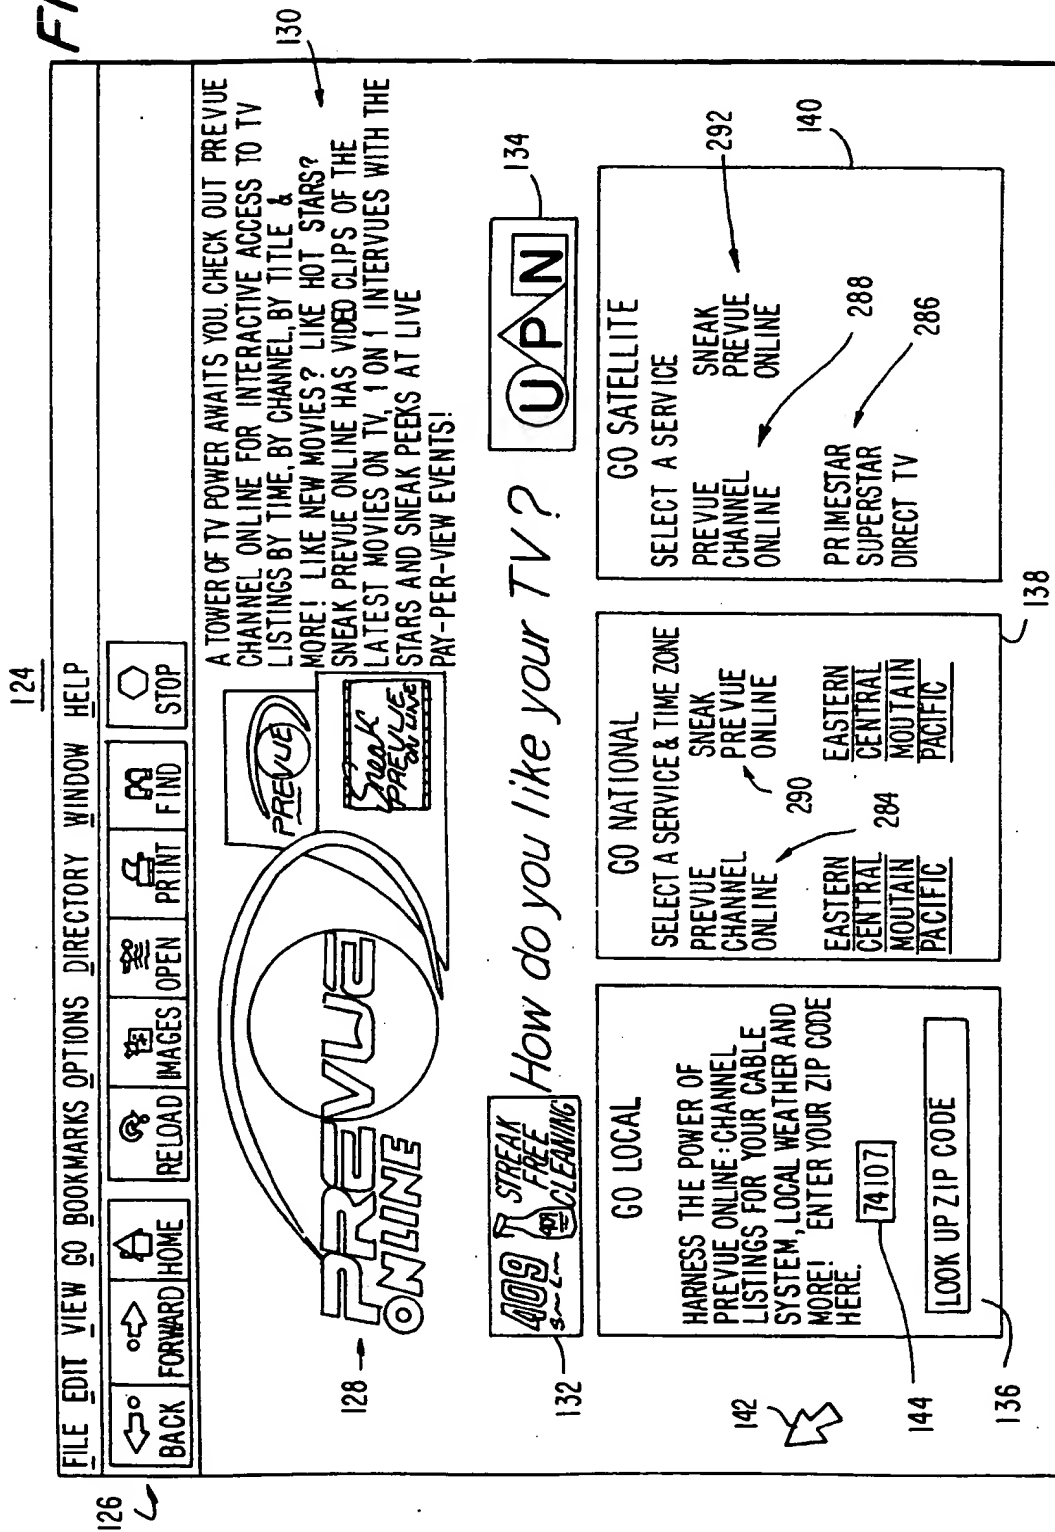 124
FILE EDIT VIEW GO BOOKMARKS OPTIONS DIRECTORY WINDOW HELP
126
BACK FORWARD HOME RELOAD IMAGES OPEN PRINT FIND STOP
128
PREVUE
ONLINE
PREVUE
Sneak
PREVUE
ON LINE
A TOWER OF TV POWER AWAITS YOU. CHECK OUT PREVUE
CHANNEL ONLINE FOR INTERACTIVE ACCESS TO TV
LISTINGS BY TIME, BY CHANNEL, BY TITLE &
MORE! LIKE NEW MOVIES? LIKE HOT STARS?
SNEAK PREVUE ONLINE HAS VIDEO CLIPS OF THE
LATEST MOVIES ON TV, 1 ON 1 INTERVUES WITH THE
STARS AND SNEAK PEEKS AT LIVE
PAY-PER-VIEW EVENTS!
130
132
409
STREAK
FREE
CLEANING
409
How do you like your TV?
UPN
134
GO LOCAL
HARNESS THE POWER OF
PREVUE ONLINE: CHANNEL
LISTINGS FOR YOUR CABLE
SYSTEM, LOCAL WEATHER AND
MORE! ENTER YOUR ZIP CODE
HERE.
74107
LOOK UP ZIP CODE
142
144
136
GO NATIONAL
SELECT A SERVICE & TIME ZONE
PREVUE
CHANNEL
ONLINE
SNEAK
PREVUE
ONLINE
290
284
EASTERN
CENTRAL
MOUTAIN
PACIFIC
EASTERN
CENTRAL
MOUTAIN
PACIFIC
138
GO SATELLITE
SELECT A SERVICE
PREVUE
CHANNEL
ONLINE
SNEAK
PREVUE
ONLINE
292
288
PRIMESTAR
SUPERSTAR
DIRECT TV
286
140